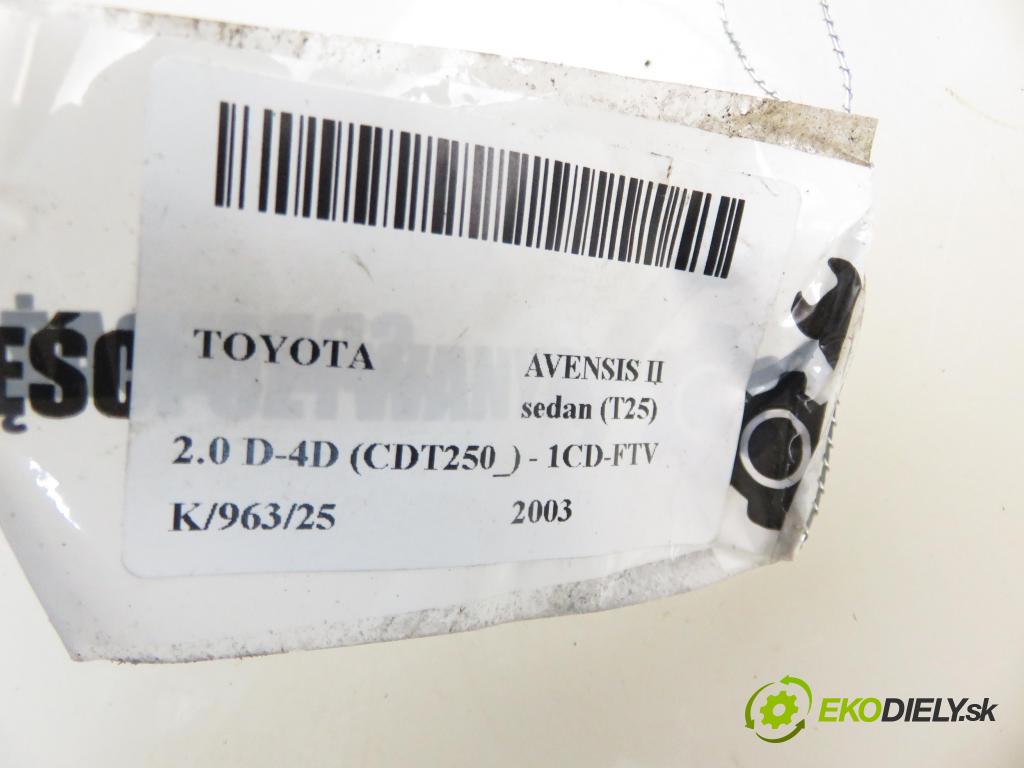 TOYOTA AVENSIS II
sedan (T25)
2.0 D-4D (CDT250_) - 1CD-FTV
K/963/25 2003
EKODIELY.sk